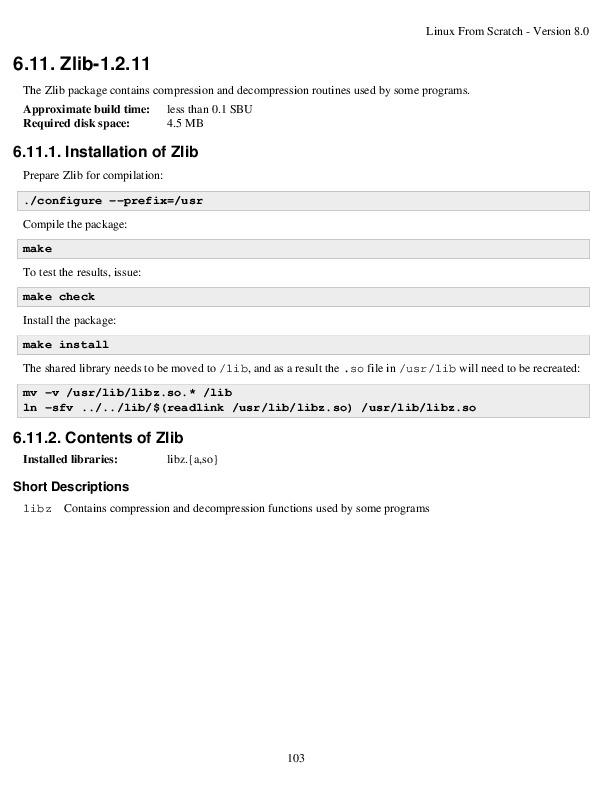 Linux From Scratch - Version 8.0
6.11. Zlib-1.2.11
The Zlib package contains compression and decompression routines used by some programs.
Approximate build time: less than 0.1 SBU
Required disk space: 4.5 MB
6.11.1. Installation of Zlib
Prepare Zlib for compilation:
./configure --prefix=/usr
Compile the package:
make
To test the results, issue:
make check
Install the package:
make install
The shared library needs to be moved to /lib, and as a result the .so file in /usr/lib will need to be recreated:
mv -v /usr/lib/libz.so.* /lib
ln -sfv ../../lib/$(readlink /usr/lib/libz.so) /usr/lib/libz.so
6.11.2. Contents of Zlib
Installed libraries: libz.{a,so}
Short Descriptions
libz Contains compression and decompression functions used by some programs
103